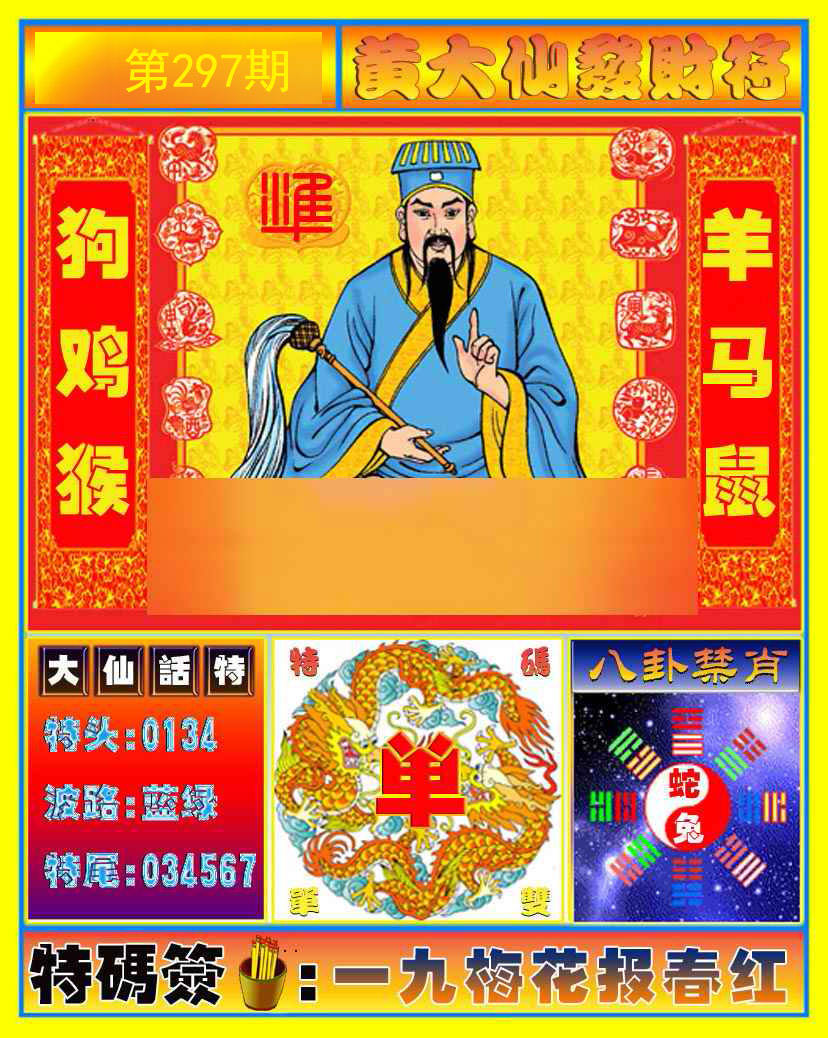 第297期
黄大仙發財符
狗鸡猴
羊马鼠
大仙話特
特头:0134
波路:蓝绿
特尾:034567
特 碼
单
單 雙
八卦禁肖
蛇
兔
特碼簽:一九梅花报春红